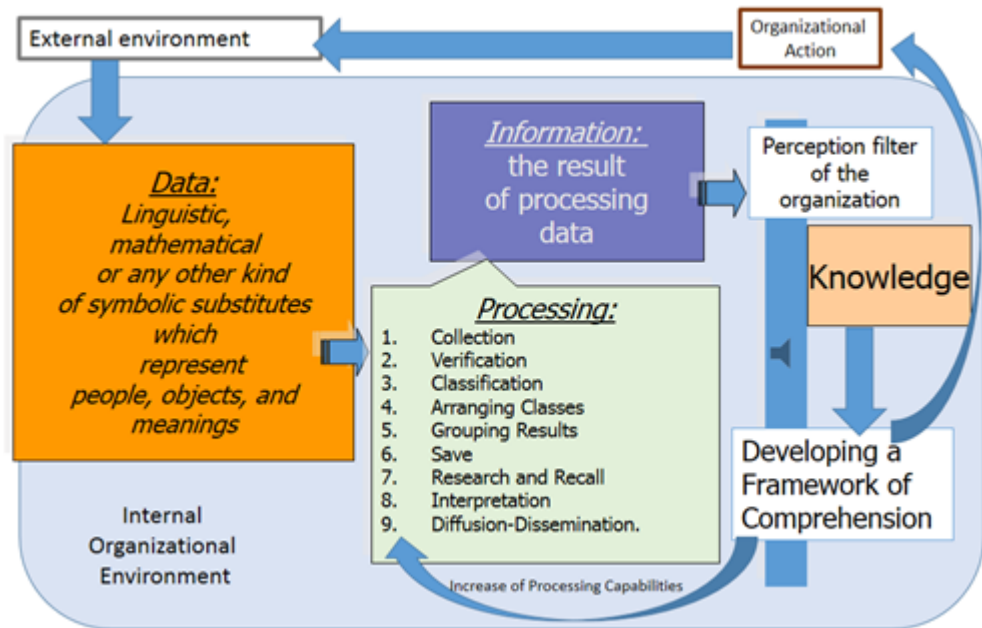 External environment
Organizational
Action
Data:
Linguistic,
mathematical
or any other kind
of symbolic substitutes
which
represent
people, objects, and
meanings
Information:
the result
of processing
data
Perception filter
of the
organization
Knowledge
Processing:
1. Collection
2. Verification
3. Classification
4. Arranging Classes
5. Grouping Results
6. Save
7. Research and Recall
8. Interpretation
9. Diffusion-Dissemination.
Developing a
Framework of
Comprehension
Internal
Organizational
Environment
Increase of Processing Capabilities